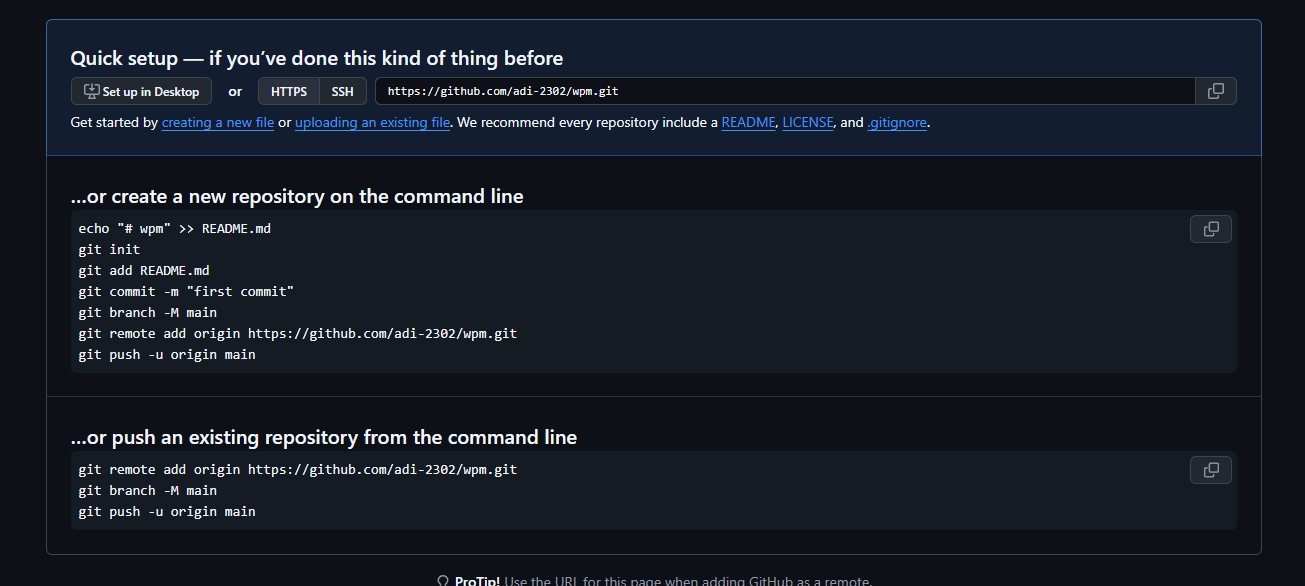 Quick setup — if you’ve done this kind of thing before
Set up in Desktop or HTTPS SSH https://github.com/adi-2302/wpm.git
Get started by creating a new file or uploading an existing file. We recommend every repository include a README, LICENSE, and .gitignore.
…or create a new repository on the command line
echo "# wpm" >> README.md
git init
git add README.md
git commit -m "first commit"
git branch -M main
git remote add origin https://github.com/adi-2302/wpm.git
git push -u origin main
…or push an existing repository from the command line
git remote add origin https://github.com/adi-2302/wpm.git
git branch -M main
git push -u origin main
ProTip! Use the URL for this page when adding GitHub as a remote.